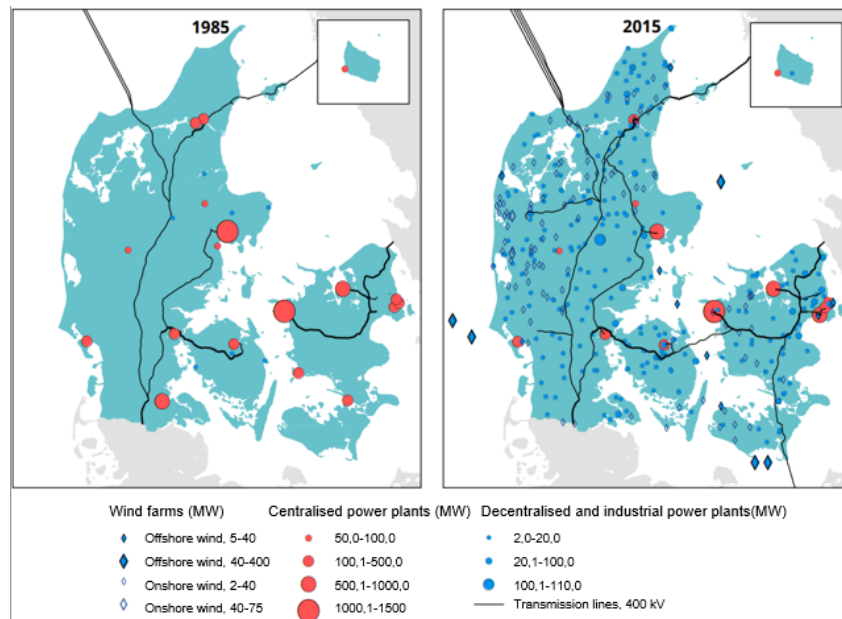 1985
2015
Wind farms (MW)
Offshore wind, 5-40
Offshore wind, 40-400
Onshore wind, 2-40
Onshore wind, 40-75
Centralised power plants (MW)
50,0-100,0
100,1-500,0
500,1-1000,0
1000,1-1500
Decentralised and industrial power plants(MW)
2,0-20,0
20,1-100,0
100,1-110,0
Transmission lines, 400 kV